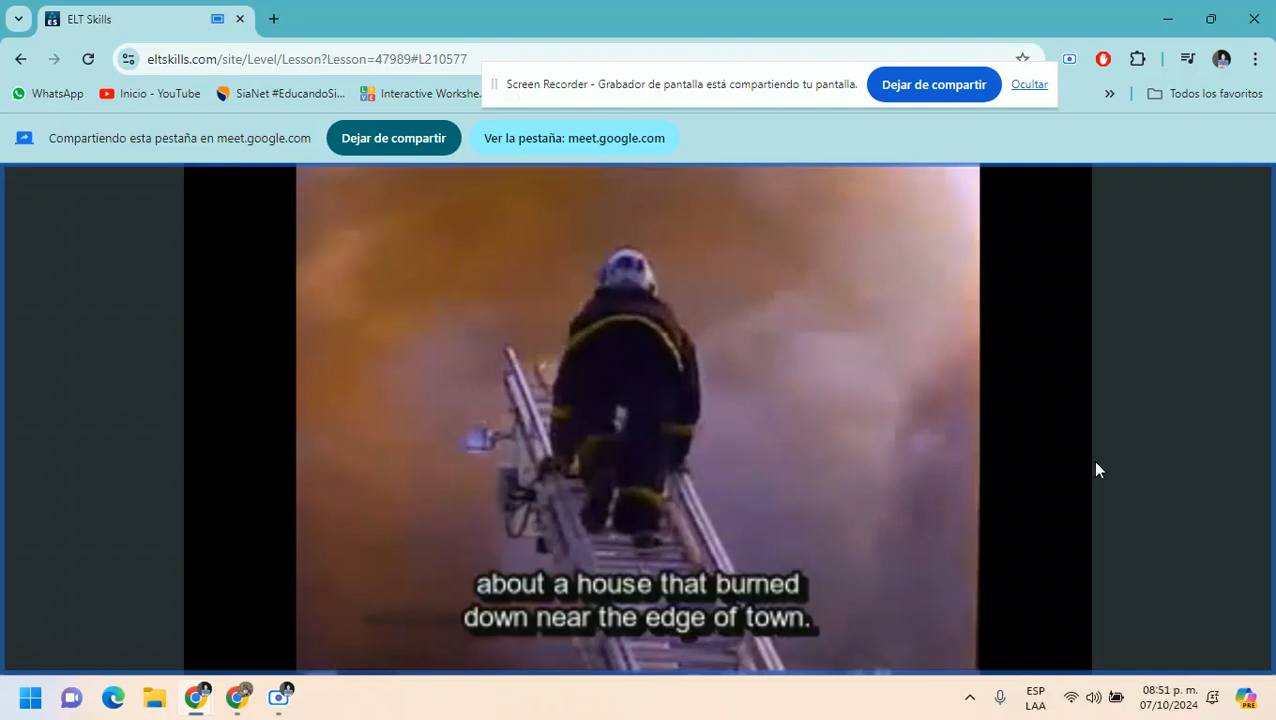 ELT Skills
eltskills.com/site/Level/Lesson?Lesson=47989#L210577
Screen Recorder - Grabador de pantalla está compartiendo tu pantalla.
Dejar de compartir
Ocultar
WhatsApp
Inicio - YouTube
SiaNet #EducandoSi...
Interactive Workshe...
Todos los favoritos
Compartiendo esta pestaña en meet.google.com
Dejar de compartir
Ver la pestaña: meet.google.com
about a house that burned
down near the edge of town.
ESP
LAA
08:51 p. m.
07/10/2024
PRE